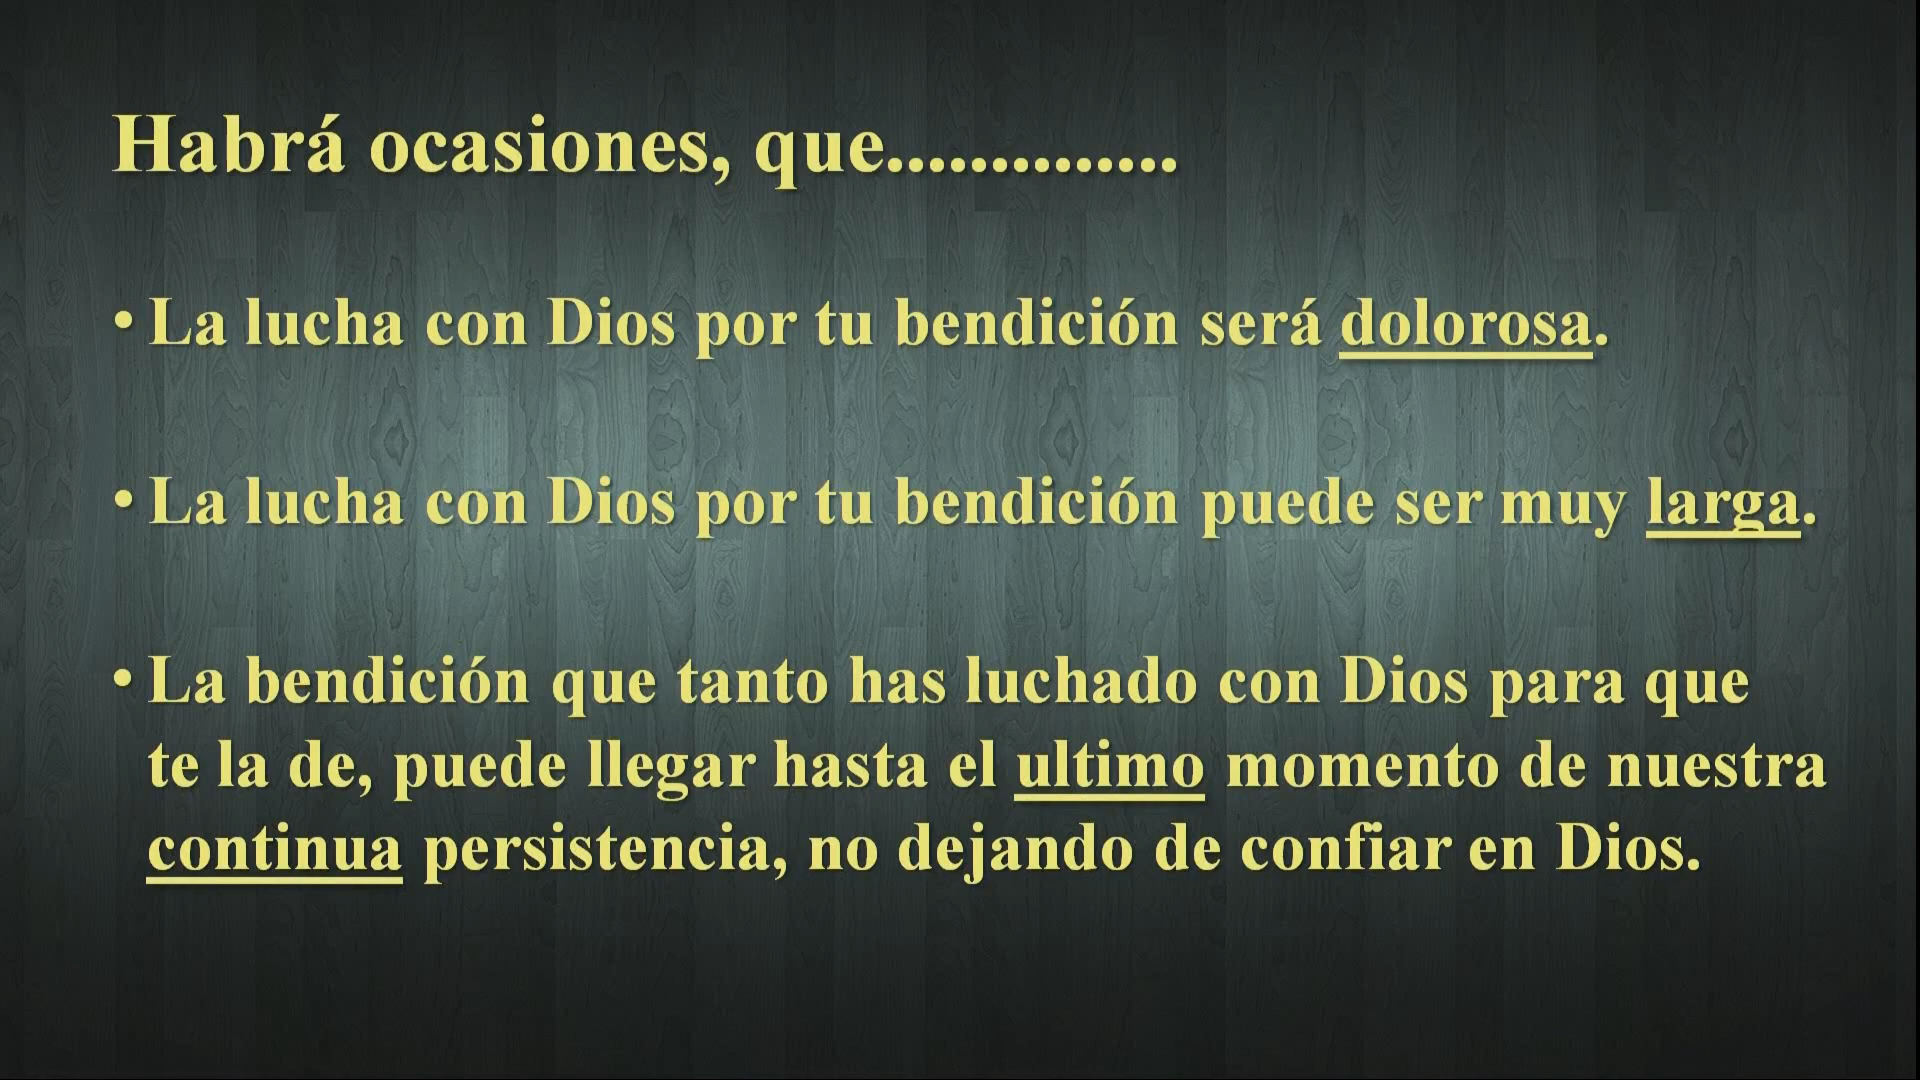 Habrá ocasiones, que..............
• La lucha con Dios por tu bendición será dolorosa.
• La lucha con Dios por tu bendición puede ser muy larga.
• La bendición que tanto has luchado con Dios para que
te la de, puede llegar hasta el ultimo momento de nuestra
continua persistencia, no dejando de confiar en Dios.